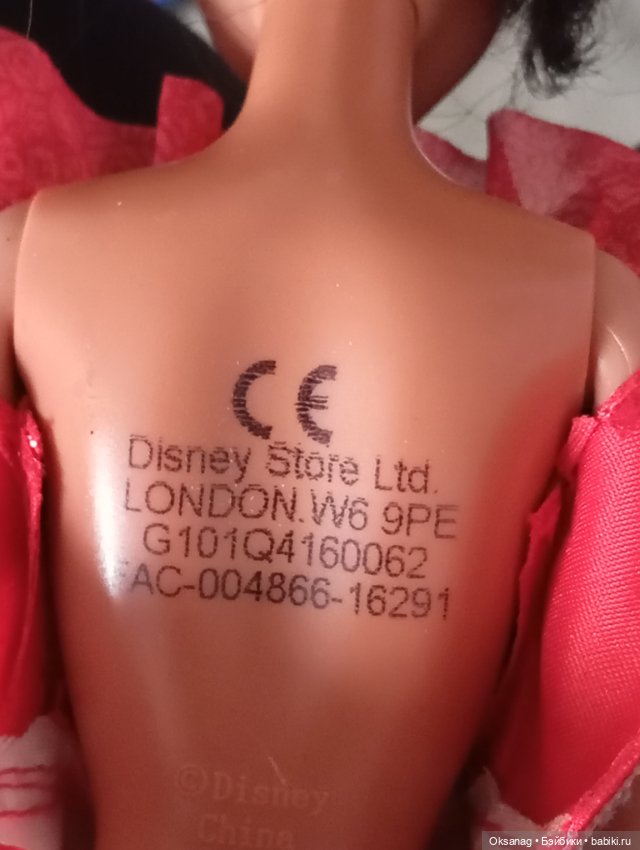 CE
Disney Store Ltd.
LONDON.W6 9PE
G101Q4160062
FAC-004866-16291
©Disney
China
Oksanag • Бэйбики • babiki.ru